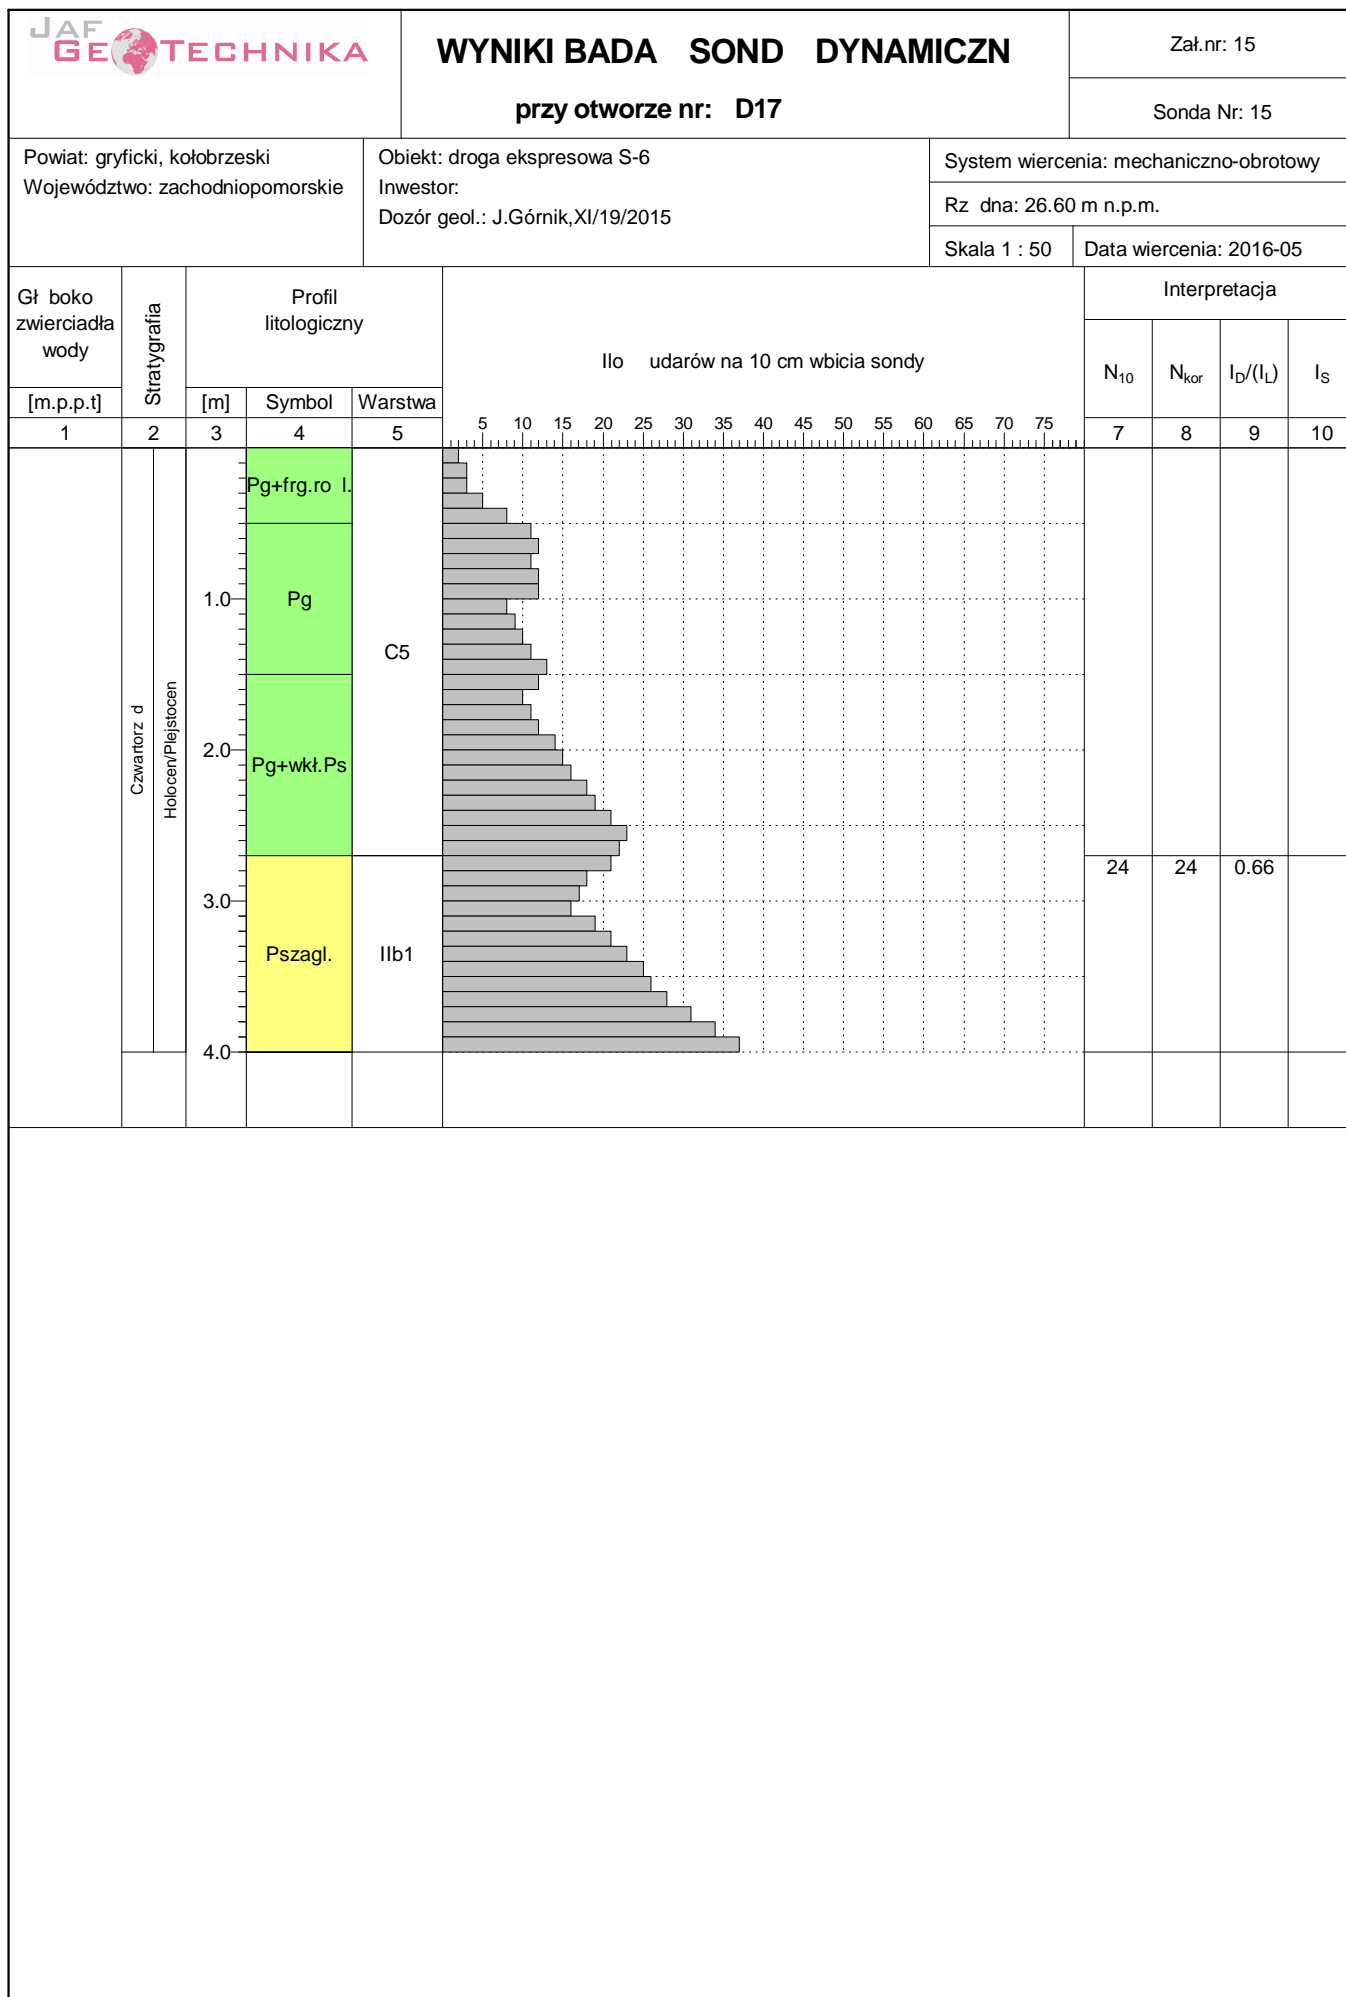 JAF
GEOTECHNIKA
WYNIKI BADA SOND DYNAMICZN
przy otworze nr: D17
Zał.nr: 15
Sonda Nr: 15
Powiat: gryficki, kołobrzeski
Województwo: zachodniopomorskie
Obiekt: droga ekspresowa S-6
Inwestor:
Dozór geol.: J.Górnik,XI/19/2015
System wiercenia: mechaniczno-obrotowy
Rz dna: 26.60 m n.p.m.
Skala 1 : 50
Data wiercenia: 2016-05
Gł boko
zwierciadła
wody
[m.p.p.t]
Stratygrafia
Profil
litologiczny
[m] Symbol Warstwa
Ilo udarów na 10 cm wbicia sondy
Interpretacja
N10 Nkor ID/(IL) IS
5 10 15 20 25 30 35 40 45 50 55 60 65 70 75
1 2 3 4 5 7 8 9 10
Czwartorz d
Holocen/Plejstocen
Pg+frg.ro l.
1.0
Pg
C5
2.0
Pg+wkł.Ps
24 24 0.66
3.0
Pszagl.
IIb1
4.0